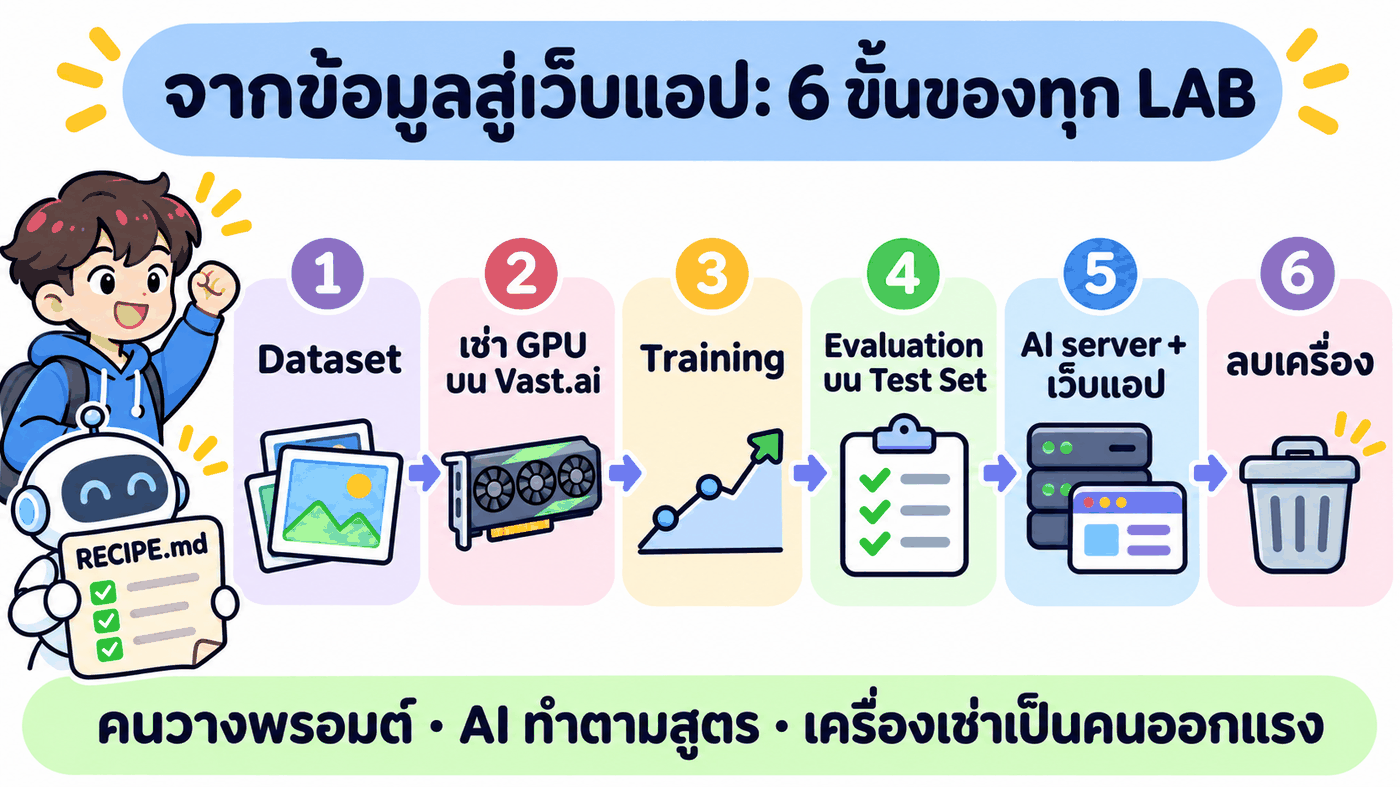 จากข้อมูลสู่เว็บแอป: 6 ขั้นของทุก LAB
1
Dataset
2
เช่า GPU
บน Vast.ai
3
Training
4
Evaluation
บน Test Set
5
AI server +
เว็บแอป
6
ลบเครื่อง
RECIPE.md
คนวางพรอมต์ · AI ทำตามสูตร · เครื่องเช่าเป็นคนออกแรง